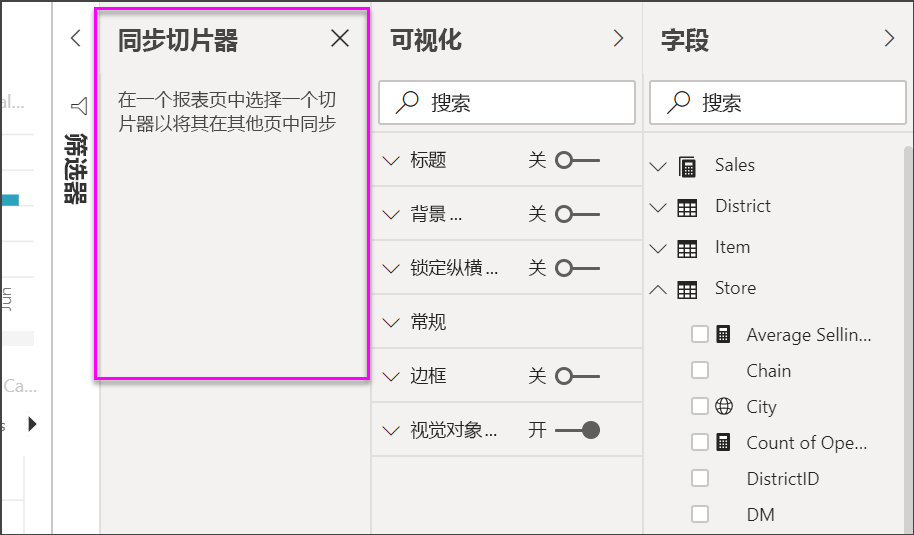 al...
Jun
Ca...
s
筛选器
同步切片器
在一个报表页中选择一个切
片器以将其在其他页中同步
可视化
搜索
标题 关
背景 ... 关
锁定纵横 ... 关
常规
边框 关
视觉对象... 开
字段
搜索
Sales
District
Item
Store
Average Sellin...
Chain
City
Count of Ope...
DistrictID
DM